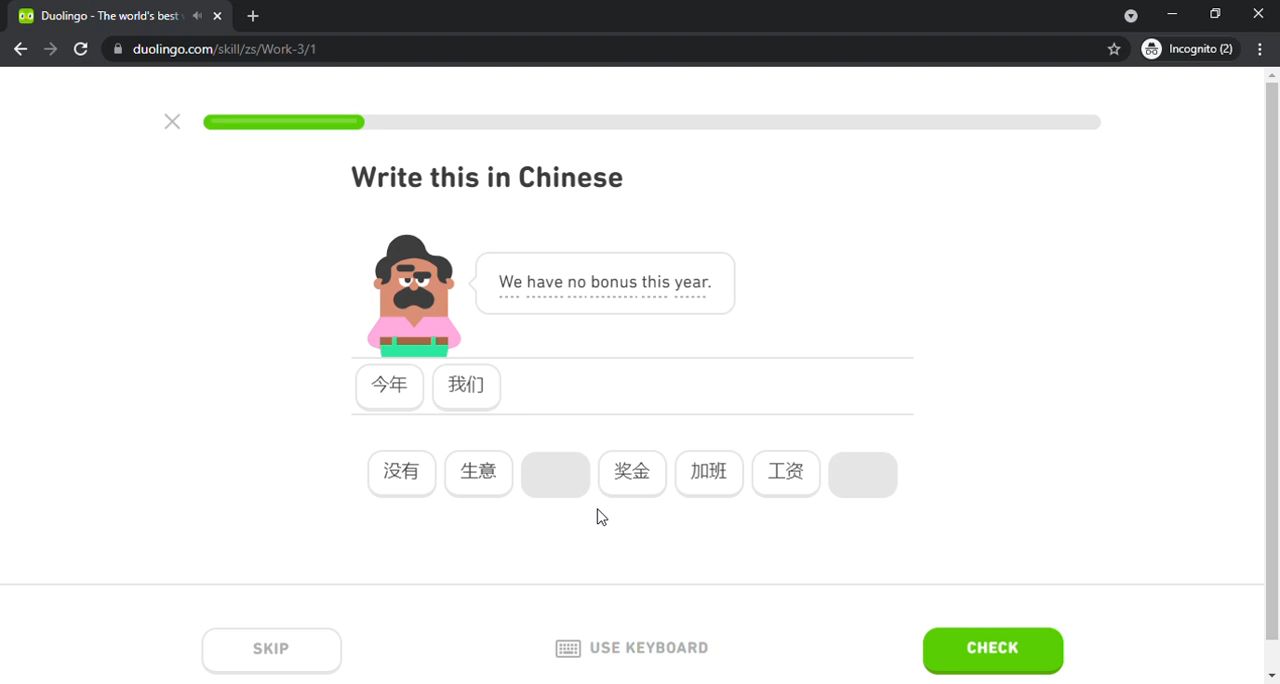 Duolingo - The world's best
duolingo.com/skill/zs/Work-3/1
Incognito (2)
Write this in Chinese
We have no bonus this year.
今年 我们
没有 生意 奖金 加班 工资
SKIP
USE KEYBOARD
CHECK